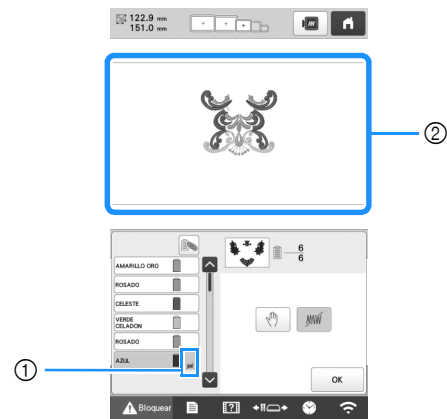 122.9 mm
151.0 mm
②
AMARILLO ORO
6
6
ROSADO
CELESTE
VERDE
CELADON
ROSADO
AZUL
①
OK
Bloquear